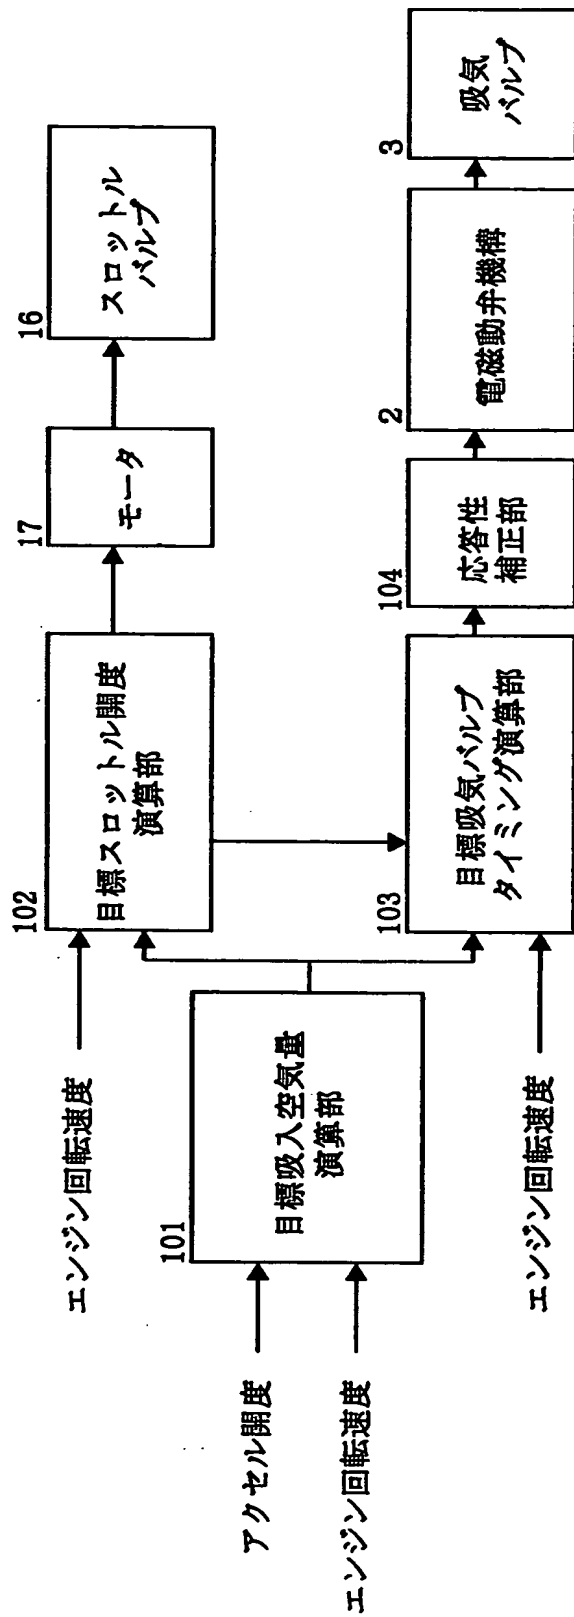 エンジン回転速度
102
目標スロットル開度
演算部
17
モータ
16
スロットル
バルブ
アクセル開度
エンジン回転速度
101
目標吸入空気量
演算部
エンジン回転速度
103
目標吸気バルブ
タイミング演算部
104
応答性
補正部
2
電磁動弁機構
3
吸気
バルブ